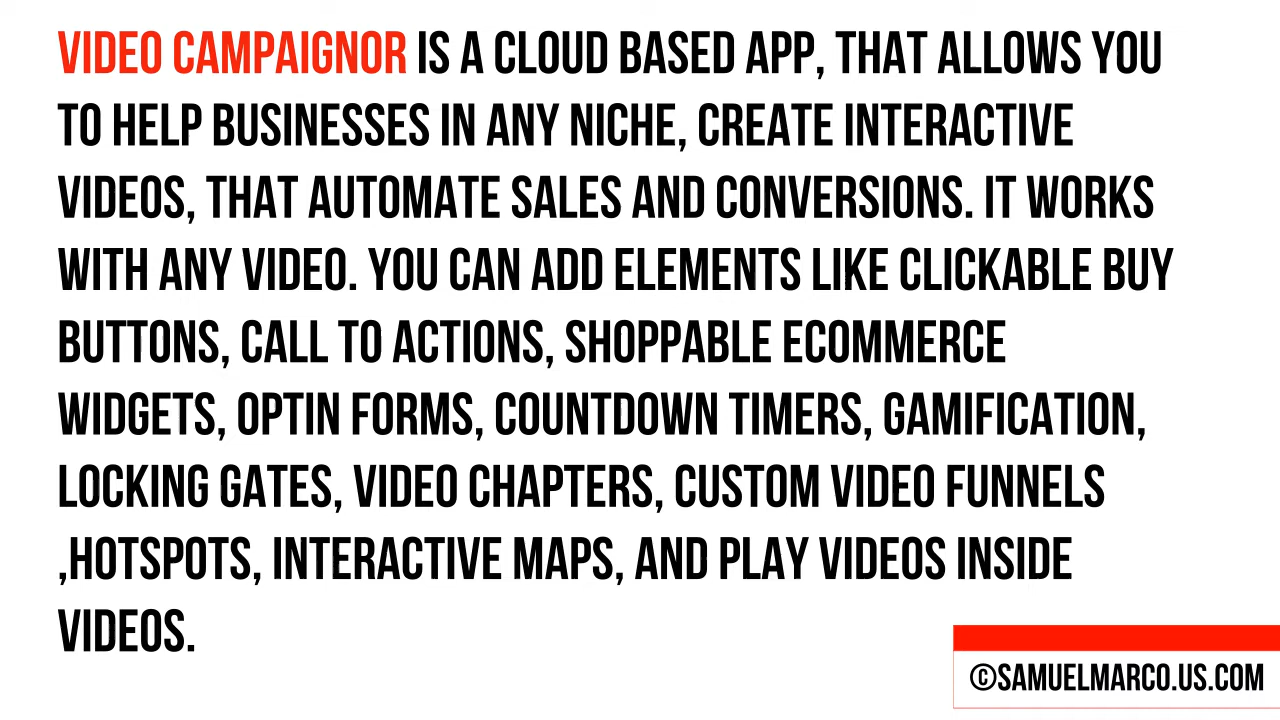 VIDEO CAMPAIGNOR IS A CLOUD BASED APP, THAT ALLOWS YOU
TO HELP BUSINESSES IN ANY NICHE, CREATE INTERACTIVE
VIDEOS, THAT AUTOMATE SALES AND CONVERSIONS. IT WORKS
WITH ANY VIDEO. YOU CAN ADD ELEMENTS LIKE CLICKABLE BUY
BUTTONS, CALL TO ACTIONS, SHOPPABLE ECOMMERCE
WIDGETS, OPTIN FORMS, COUNTDOWN TIMERS, GAMIFICATION,
LOCKING GATES, VIDEO CHAPTERS, CUSTOM VIDEO FUNNELS
,HOTSPOTS, INTERACTIVE MAPS, AND PLAY VIDEOS INSIDE
VIDEOS.
©SAMUELMARCO.US.COM